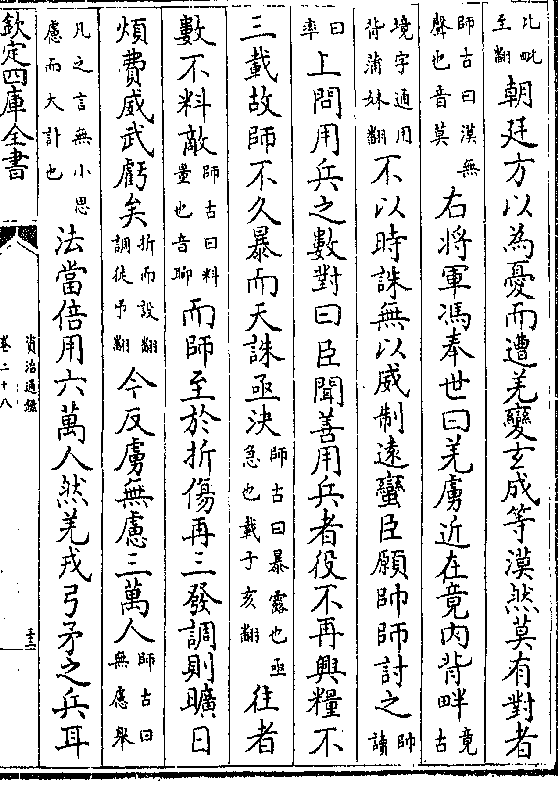 比毗至翻朝廷方以為憂而遭羌變玄成等漠然莫有對者
師古曰漠無聲也音莫右將軍馮奉世曰羌虜近在竟内背畔竟古
境字通用背蒲妹翻不以時誅無以威制遠蠻臣願帥師討之帥讀
曰率上問用兵之數對曰臣聞善用兵者役不再興糧不
三載故師不久暴而天誅亟決師古曰暴露也亟急也載子亥翻往者
數不料敵師古曰料量也音聊而師至於折傷再三發調則曠日
煩費威武虧矣折而設翻調徒弔翻今反虜無慮三萬人師古曰無慮舉
凡之言無小思慮而大計也法當倍用六萬人然羌戎弓矛之兵耳
欽定四庫全書
資治通鑑
卷二十八